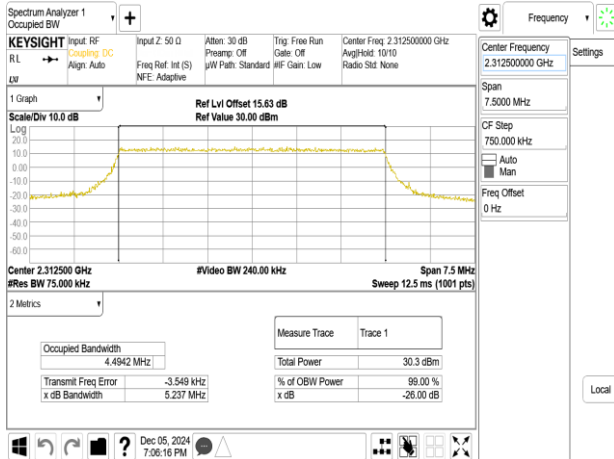 Spectrum Analyzer 1
Occupied BW
Frequency
KEYSIGHT Input: RF
RL Coupling: DC
Align: Auto
LXI
Input Z: 50 Ω
Freq Ref: Int (S)
NFE: Adaptive
Atten: 30 dB
Preamp: Off
µW Path: Standard
Trig: Free Run
Gate: Off
#IF Gain: Low
Center Freq: 2.312500000 GHz
Avg|Hold: 10/10
Radio Std: None
Center Frequency
2.312500000 GHz
Settings
Span
7.5000 MHz
CF Step
750.000 kHz
Auto
Man
Freq Offset
0 Hz
Local
1 Graph
Scale/Div 10.0 dB
Ref Lvl Offset 15.63 dB
Ref Value 30.00 dBm
Log
20.0
10.0
0.00
-10.0
-20.0
-30.0
-40.0
-50.0
-60.0
Center 2.312500 GHz
#Video BW 240.00 kHz
Span 7.5 MHz
#Res BW 75.000 kHz
Sweep 12.5 ms (1001 pts)
2 Metrics
Measure Trace Trace 1
Occupied Bandwidth
4.4942 MHz
Total Power 30.3 dBm
Transmit Freq Error -3.549 kHz
% of OBW Power 99.00 %
x dB Bandwidth 5.237 MHz
x dB -26.00 dB
Dec 05, 2024
7:06:16 PM